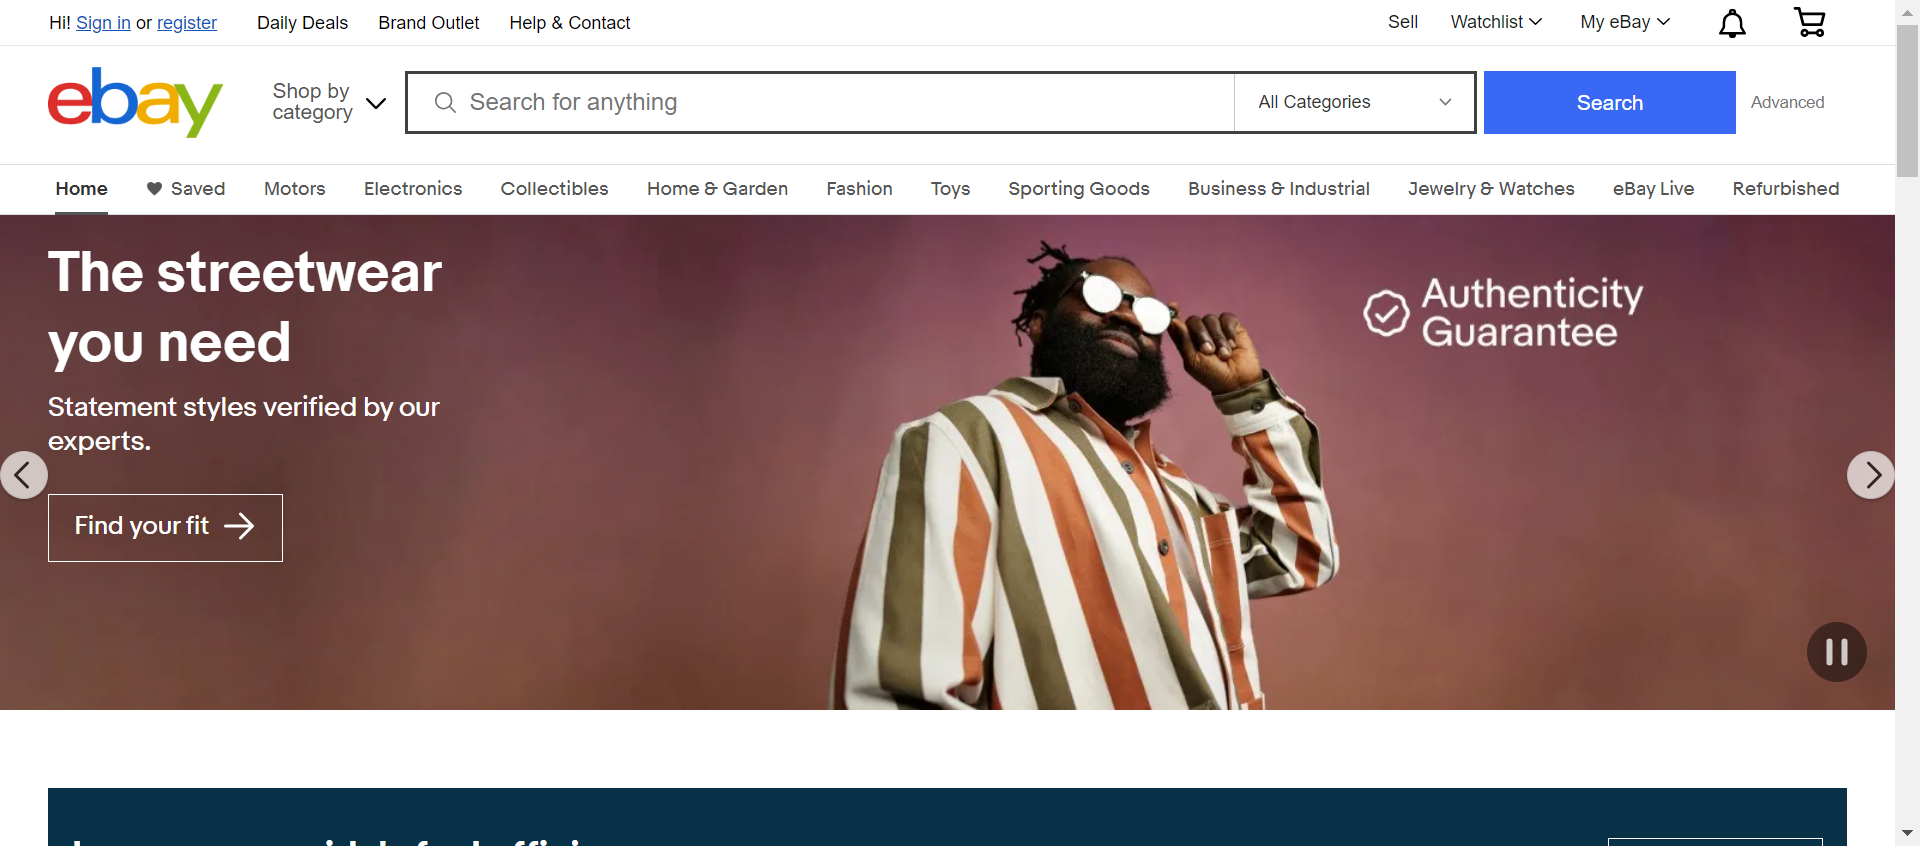 Hi! Sign in or register
Daily Deals
Brand Outlet
Help & Contact
Sell
Watchlist
My eBay
ebay
Shop by
category
Search for anything
All Categories
Search
Advanced
Home
Saved
Motors
Electronics
Collectibles
Home & Garden
Fashion
Toys
Sporting Goods
Business & Industrial
Jewelry & Watches
eBay Live
Refurbished
The streetwear
you need
Statement styles verified by our
experts.
Find your fit
Authenticity
Guarantee